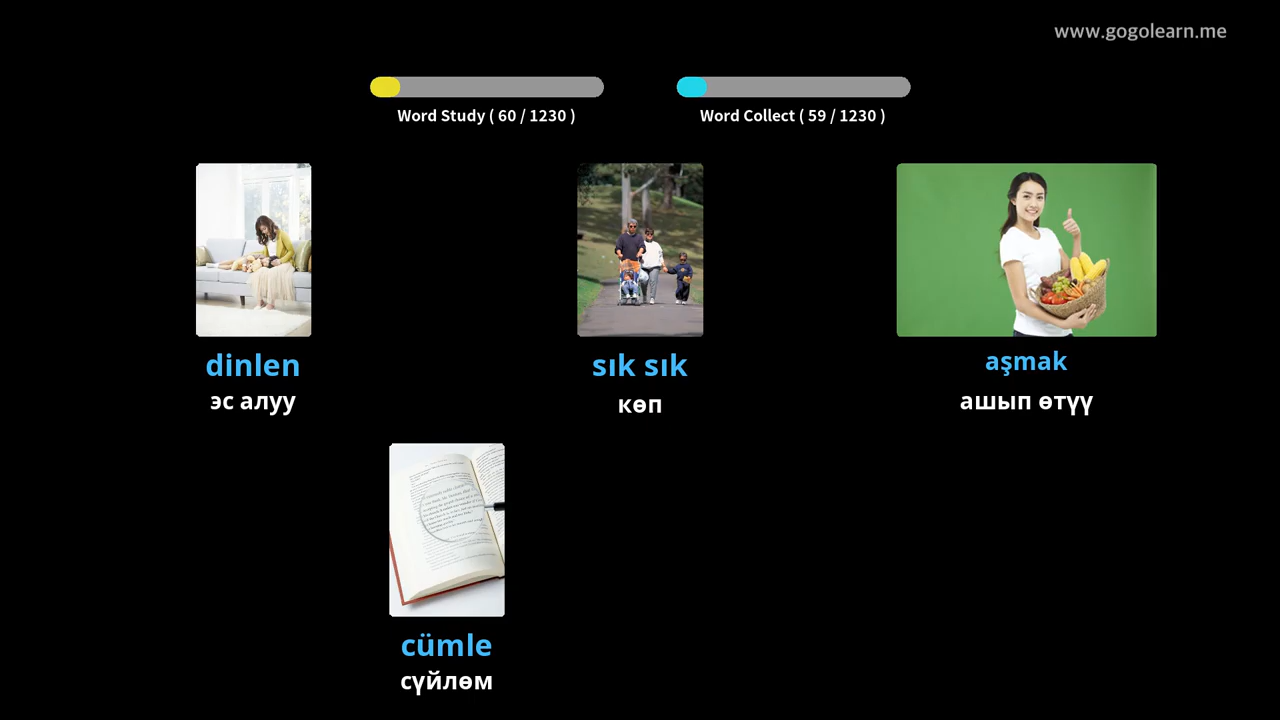 www.gogolearn.me
Word Study ( 60 / 1230 )
Word Collect ( 59 / 1230 )
dinlen
эс алуу
sık sık
көп
aşmak
ашып өтүү
cümle
сүйлөм